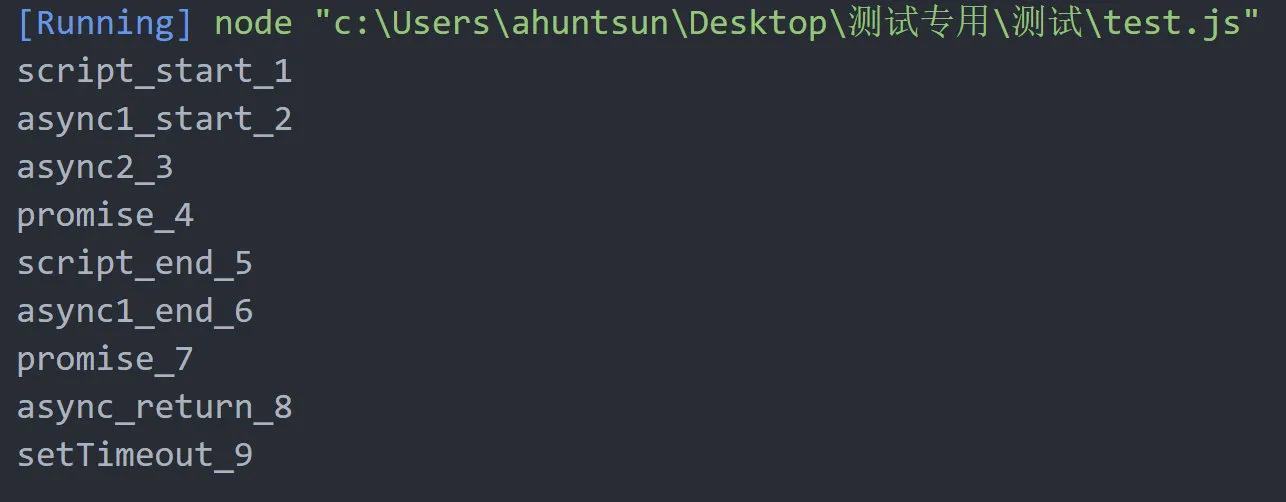 [Running] node "c:\Users\ahuntsun\Desktop\测试专用\测试\test.js"
script_start_1
async1_start_2
async2_3
promise_4
script_end_5
async1_end_6
promise_7
async_return_8
setTimeout_9